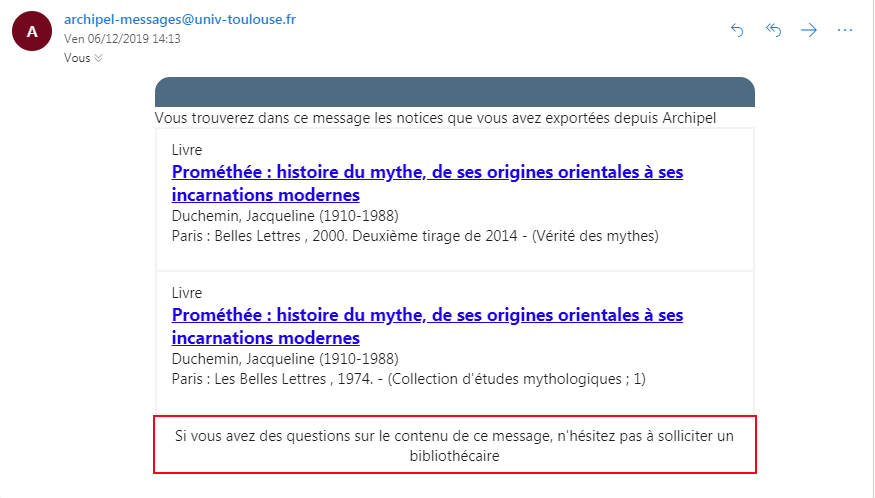 A
archipel-messages@univ-toulouse.fr
Ven 06/12/2019 14:13
Vous
Vous trouverez dans ce message les notices que vous avez exportées depuis Archipel
Livre
Prométhée : histoire du mythe, de ses origines orientales à ses
incarnations modernes
Duchemin, Jacqueline (1910-1988)
Paris : Belles Lettres , 2000. Deuxième tirage de 2014 - (Vérité des mythes)
Livre
Prométhée : histoire du mythe, de ses origines orientales à ses
incarnations modernes
Duchemin, Jacqueline (1910-1988)
Paris : Les Belles Lettres , 1974. - (Collection d'études mythologiques ; 1)
Si vous avez des questions sur le contenu de ce message, n'hésitez pas à solliciter un
bibliothécaire